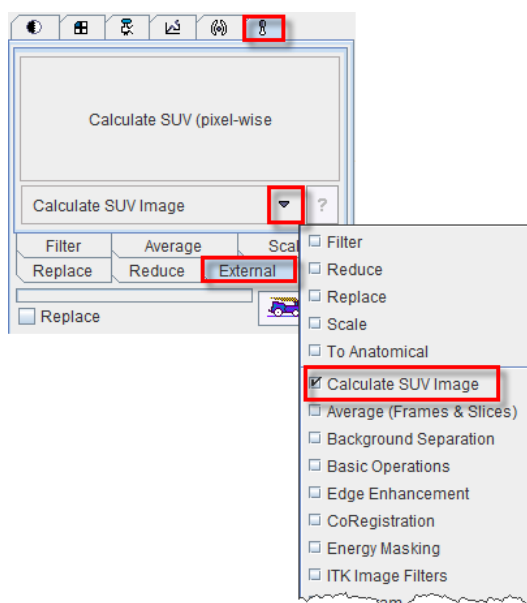 Calculate SUV (pixel-wise
Calculate SUV Image
?
Filter Average Scal
Replace Reduce External
Replace
Filter
Reduce
Replace
Scale
To Anatomical
Calculate SUV Image
Average (Frames & Slices)
Background Separation
Basic Operations
Edge Enhancement
CoRegistration
Energy Masking
ITK Image Filters